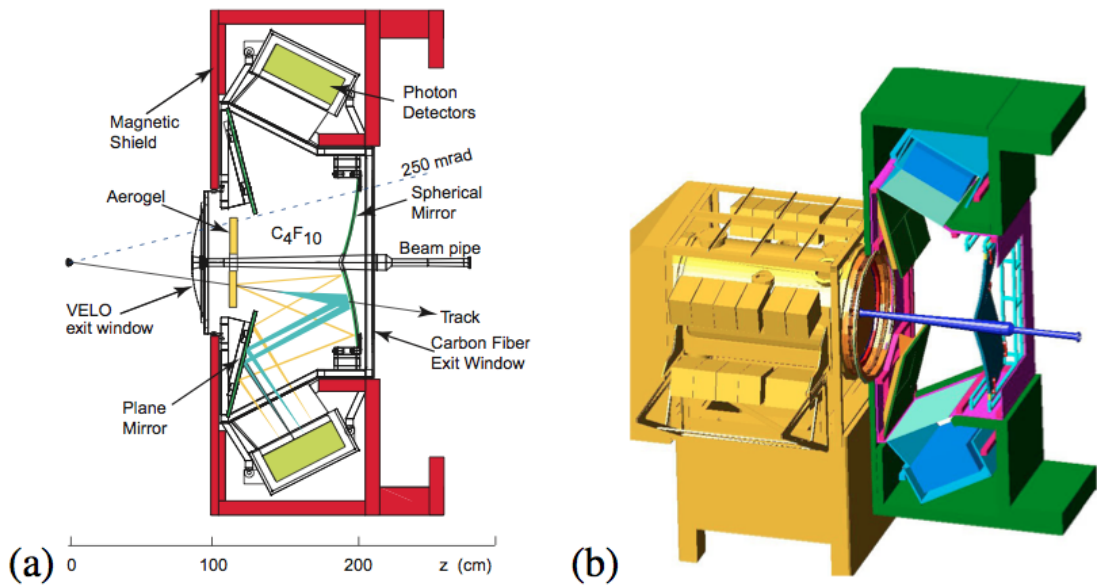 Photon
Detectors
Magnetic
Shield
250 mrad
Aerogel
Spherical
Mirror
C4F10
Beam pipe
VELO
exit window
Track
Carbon Fiber
Exit Window
Plane
Mirror
(a)
0
100
200
z (cm)
(b)